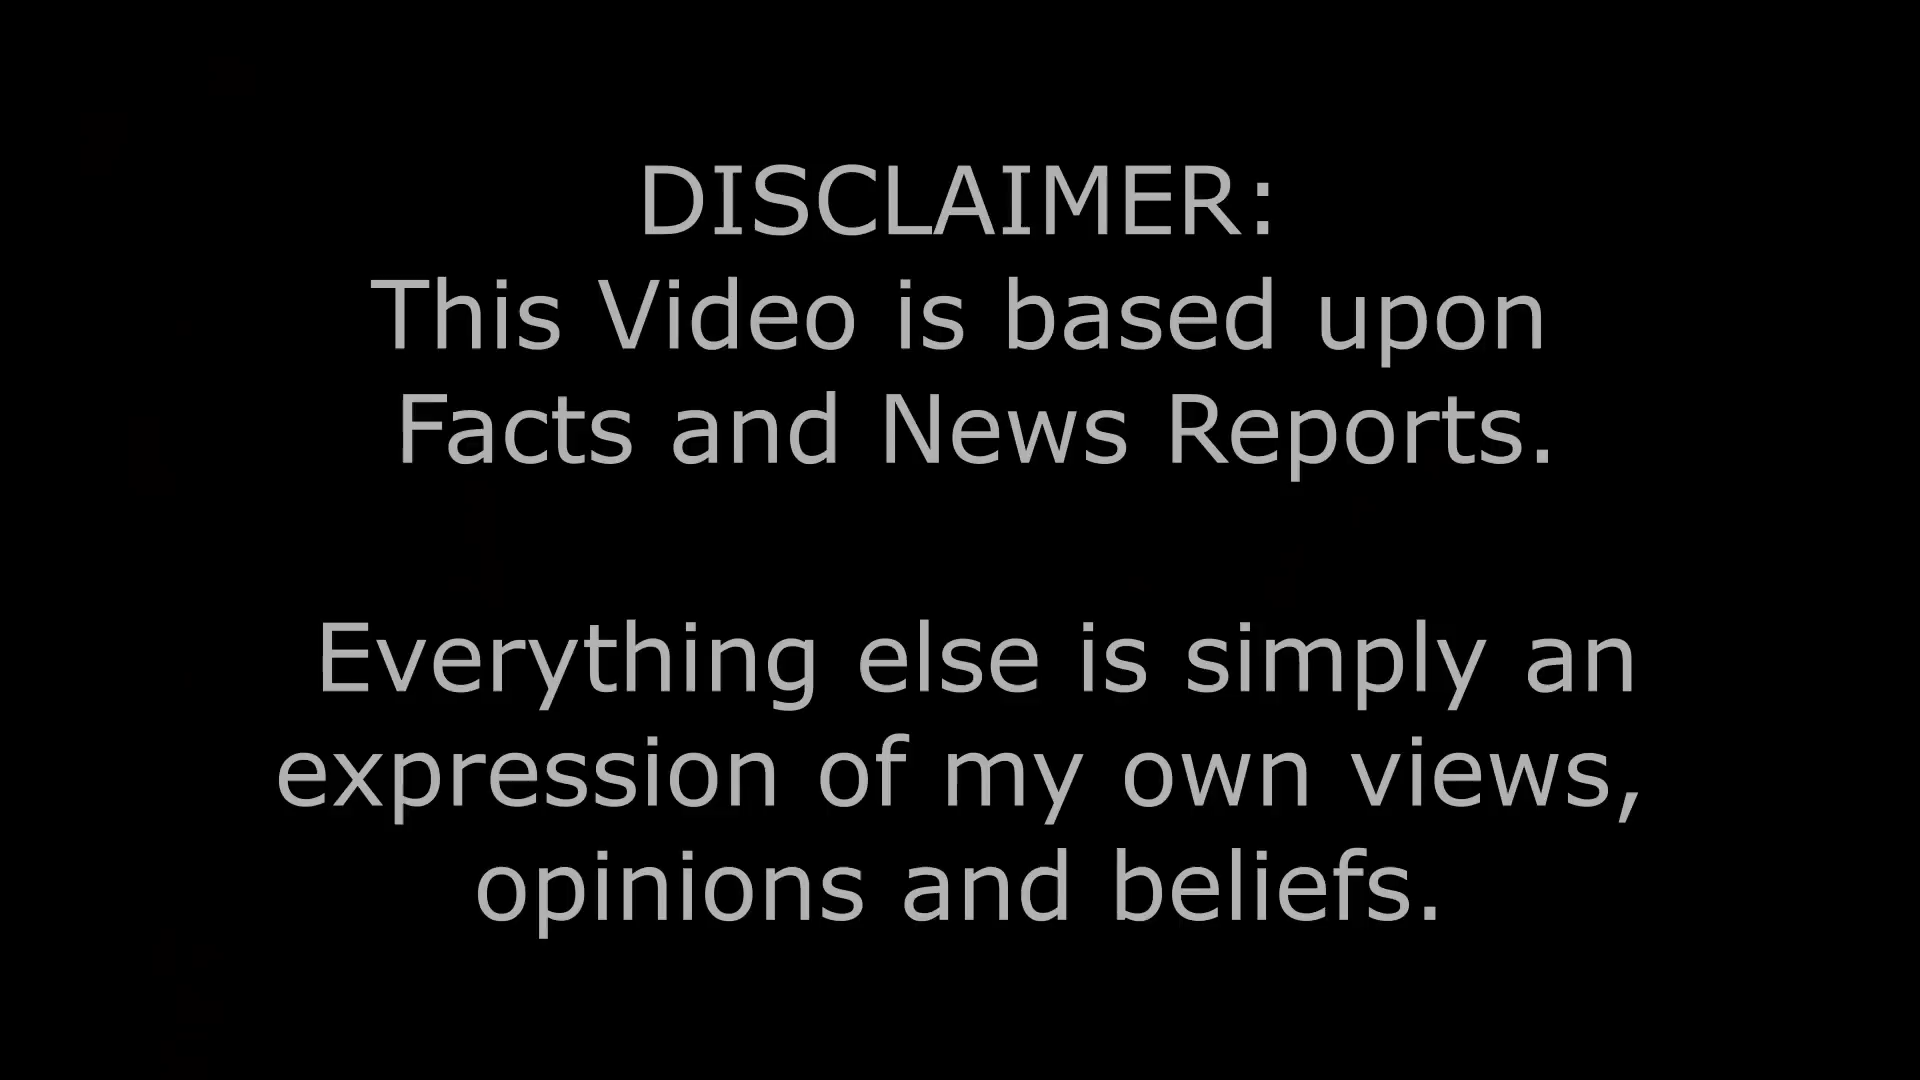 DISCLAIMER:
This Video is based upon
Facts and News Reports.
Everything else is simply an
expression of my own views,
opinions and beliefs.